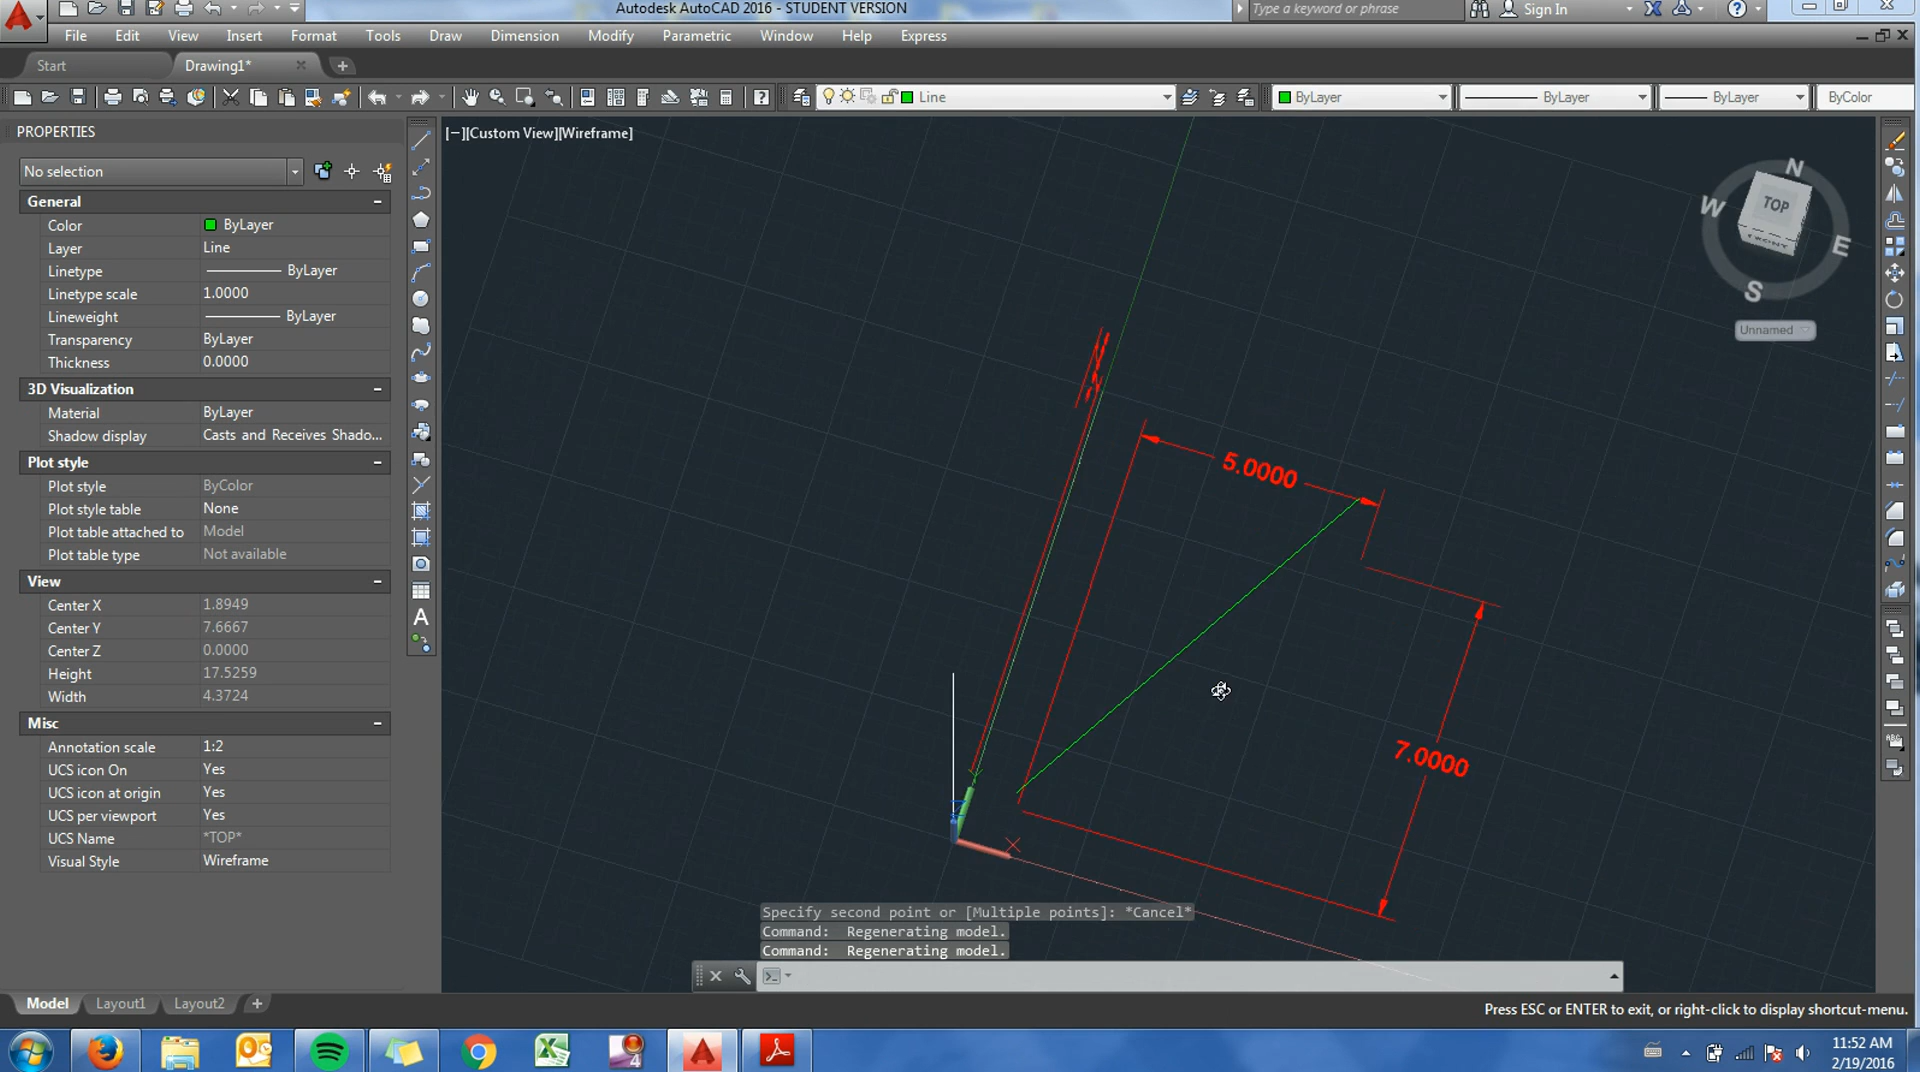 Autodesk AutoCAD 2016 - STUDENT VERSION
Type a keyword or phrase
Sign In
File Edit View Insert Format Tools Draw Dimension Modify Parametric Window Help Express
Start Drawing1*
Line ByLayer ByLayer ByLayer ByColor
PROPERTIES
No selection
General
Color ByLayer
Layer Line
Linetype ByLayer
Linetype scale 1.0000
Lineweight ByLayer
Transparency ByLayer
Thickness 0.0000
3D Visualization
Material ByLayer
Shadow display Casts and Receives Shado...
Plot style
Plot style ByColor
Plot style table None
Plot table attached to Model
Plot table type Not available
View
Center X 1.8949
Center Y 7.6667
Center Z 0.0000
Height 17.5259
Width 4.3724
Misc
Annotation scale 1:2
UCS icon On Yes
UCS icon at origin Yes
UCS per viewport Yes
UCS Name *TOP*
Visual Style Wireframe
[−][Custom View][Wireframe]
N
W TOP E
FRONT
S
Unnamed
5.0000
7.0000
Y
X
Specify second point or [Multiple points]: *Cancel*
Command: Regenerating model.
Command: Regenerating model.
Model Layout1 Layout2
Press ESC or ENTER to exit, or right-click to display shortcut-menu.
11:52 AM
2/19/2016